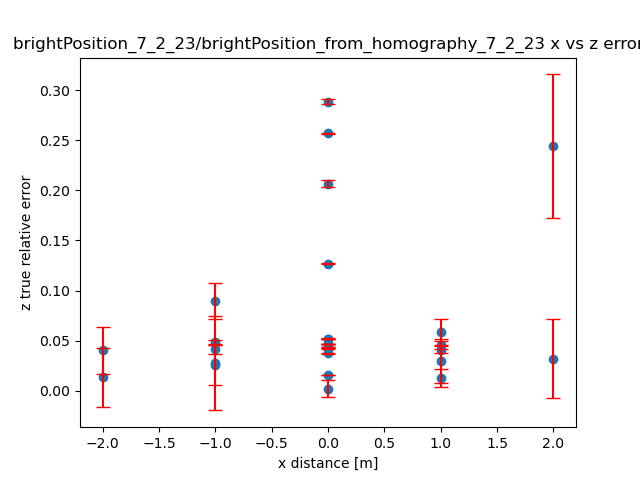 brightPosition_7_2_23/brightPosition_from_homography_7_2_23 x vs z error
0.30
0.25
0.20
0.15
0.10
0.05
0.00
z true relative error
−2.0 −1.5 −1.0 −0.5 0.0 0.5 1.0 1.5 2.0
x distance [m]